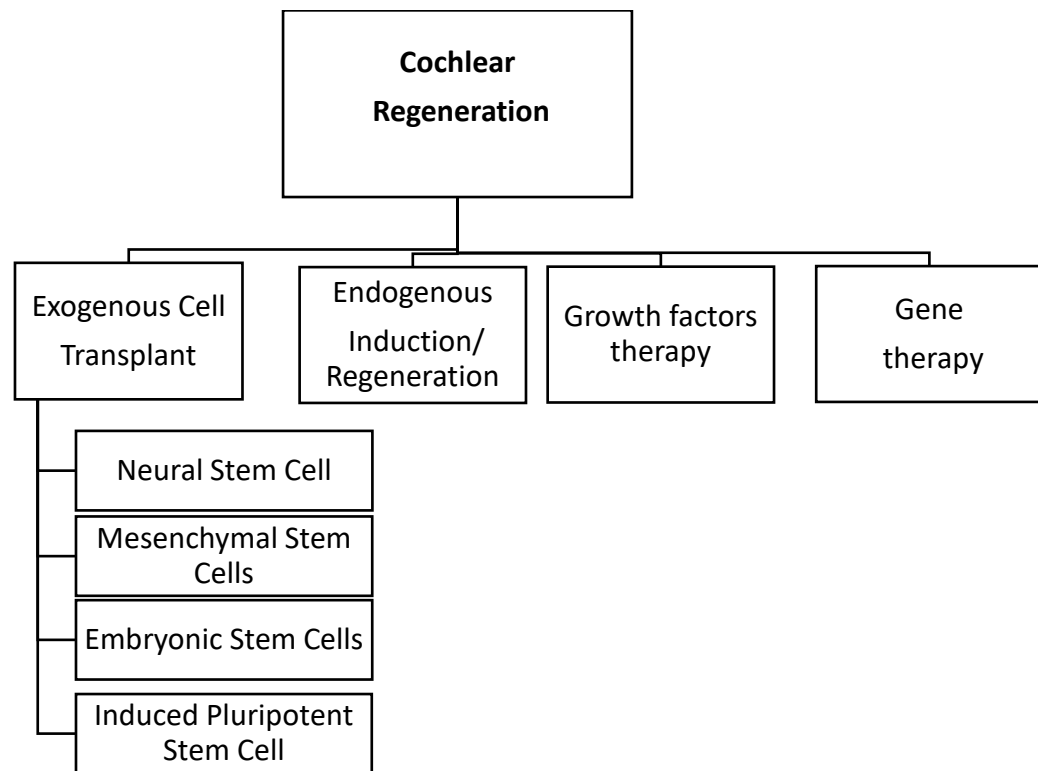 Cochlear
Regeneration
Exogenous Cell
Transplant
Endogenous
Induction/
Regeneration
Growth factors
therapy
Gene
therapy
Neural Stem Cell
Mesenchymal Stem
Cells
Embryonic Stem Cells
Induced Pluripotent
Stem Cell